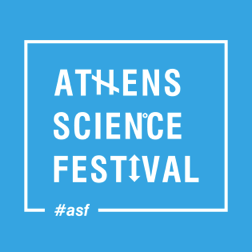 ATHENS
SCIENCE
FESTIVAL
#asf